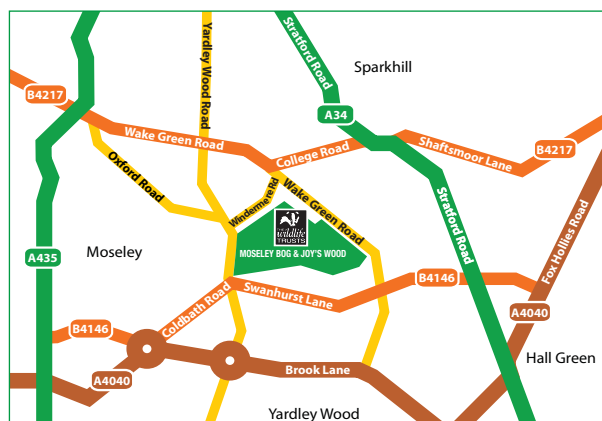 Stratford Road
Yardley Wood Road
Sparkhill
B4217
A34
Wake Green Road
College Road
Shaftsmoor Lane
B4217
Oxford Road
Windermere Rd
Wake Green Road
THE
wildlife
TRUSTS
MOSELEY BOG & JOY'S WOOD
Stratford Road
Fox Hollies Road
Moseley
A435
B4146
Coldbath Road
Swanhurst Lane
A4040
B4146
Hall Green
A4040
Brook Lane
Yardley Wood